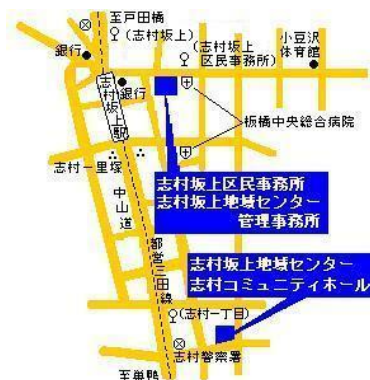 至戸田橋
(志村坂上)
銀行
(志村坂上
区民事務所)
小豆沢
体育館
銀行
志村坂上駅
板橋中央総合病院
志村一里塚
中山道
志村坂上区民事務所
志村坂上地域センター
管理事務所
都営三田線
志村坂上地域センター
志村コミュニティホール
(志村一丁目)
志村警察署
至巣鴨